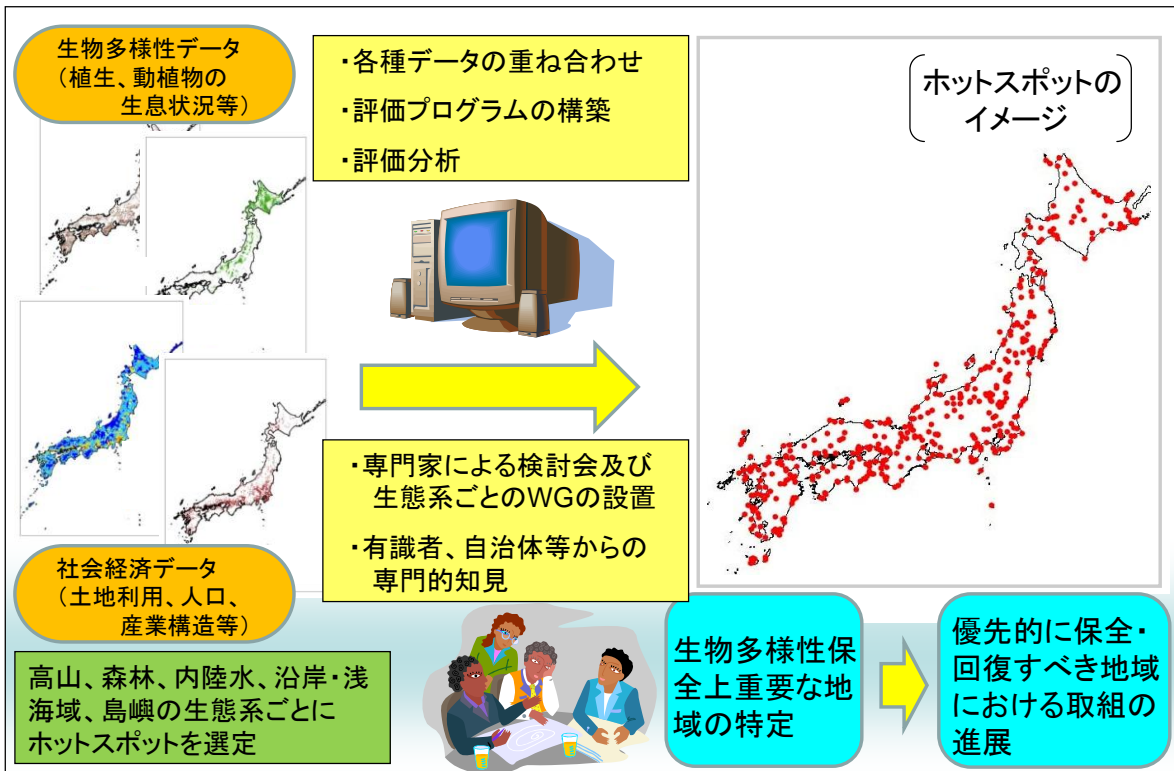 生物多様性データ
(植生、動植物の
生息状況等)
・各種データの重ね合わせ
・評価プログラムの構築
・評価分析
ホットスポットの
イメージ
・専門家による検討会及び
生態系ごとのWGの設置
・有識者、自治体等からの
専門的知見
社会経済データ
(土地利用、人口、
産業構造等)
高山、森林、内陸水、沿岸・浅
海域、島嶼の生態系ごとに
ホットスポットを選定
生物多様性保
全上重要な地
域の特定
優先的に保全・
回復すべき地域
における取組の
進展